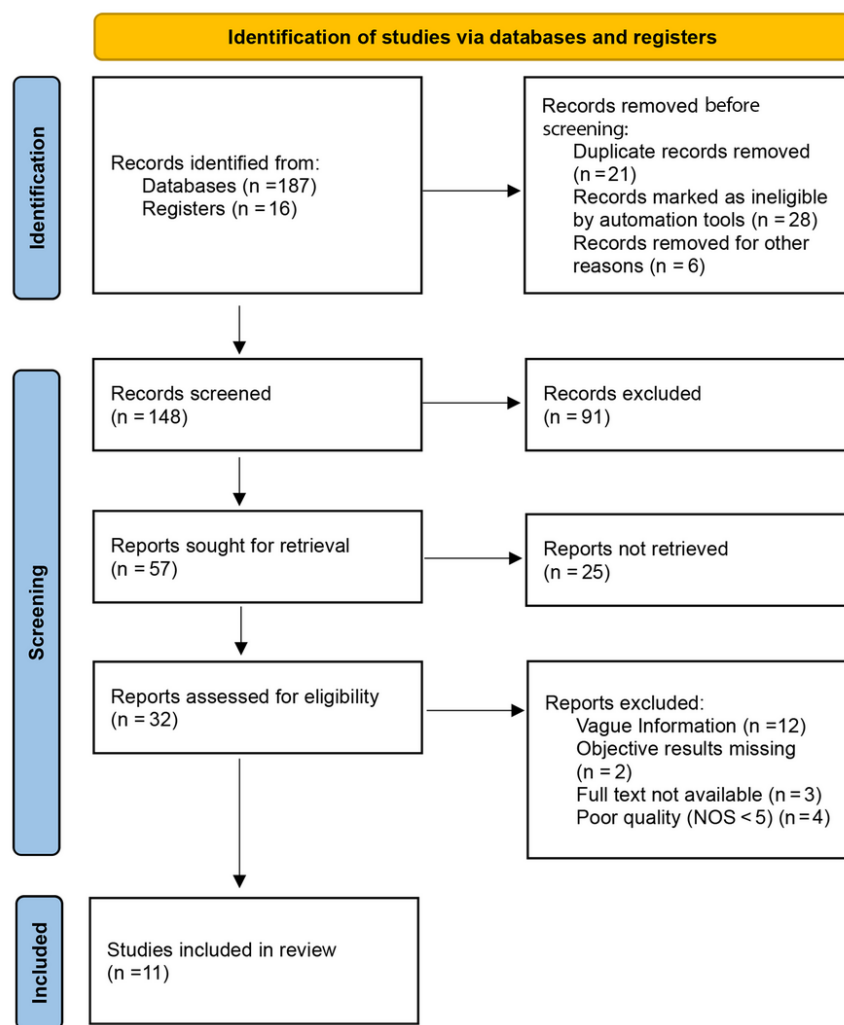 Identification of studies via databases and registers
Identification
Records identified from:
Databases (n =187)
Registers (n = 16)
Records removed before
screening:
Duplicate records removed
(n = 21)
Records marked as ineligible
by automation tools (n = 28)
Records removed for other
reasons (n = 6)
Screening
Records screened
(n = 148)
Records excluded
(n = 91)
Reports sought for retrieval
(n = 57)
Reports not retrieved
(n = 25)
Reports assessed for eligibility
(n = 32)
Reports excluded:
Vague Information (n =12)
Objective results missing
(n = 2)
Full text not available (n = 3)
Poor quality (NOS < 5) (n = 4)
Included
Studies included in review
(n =11)